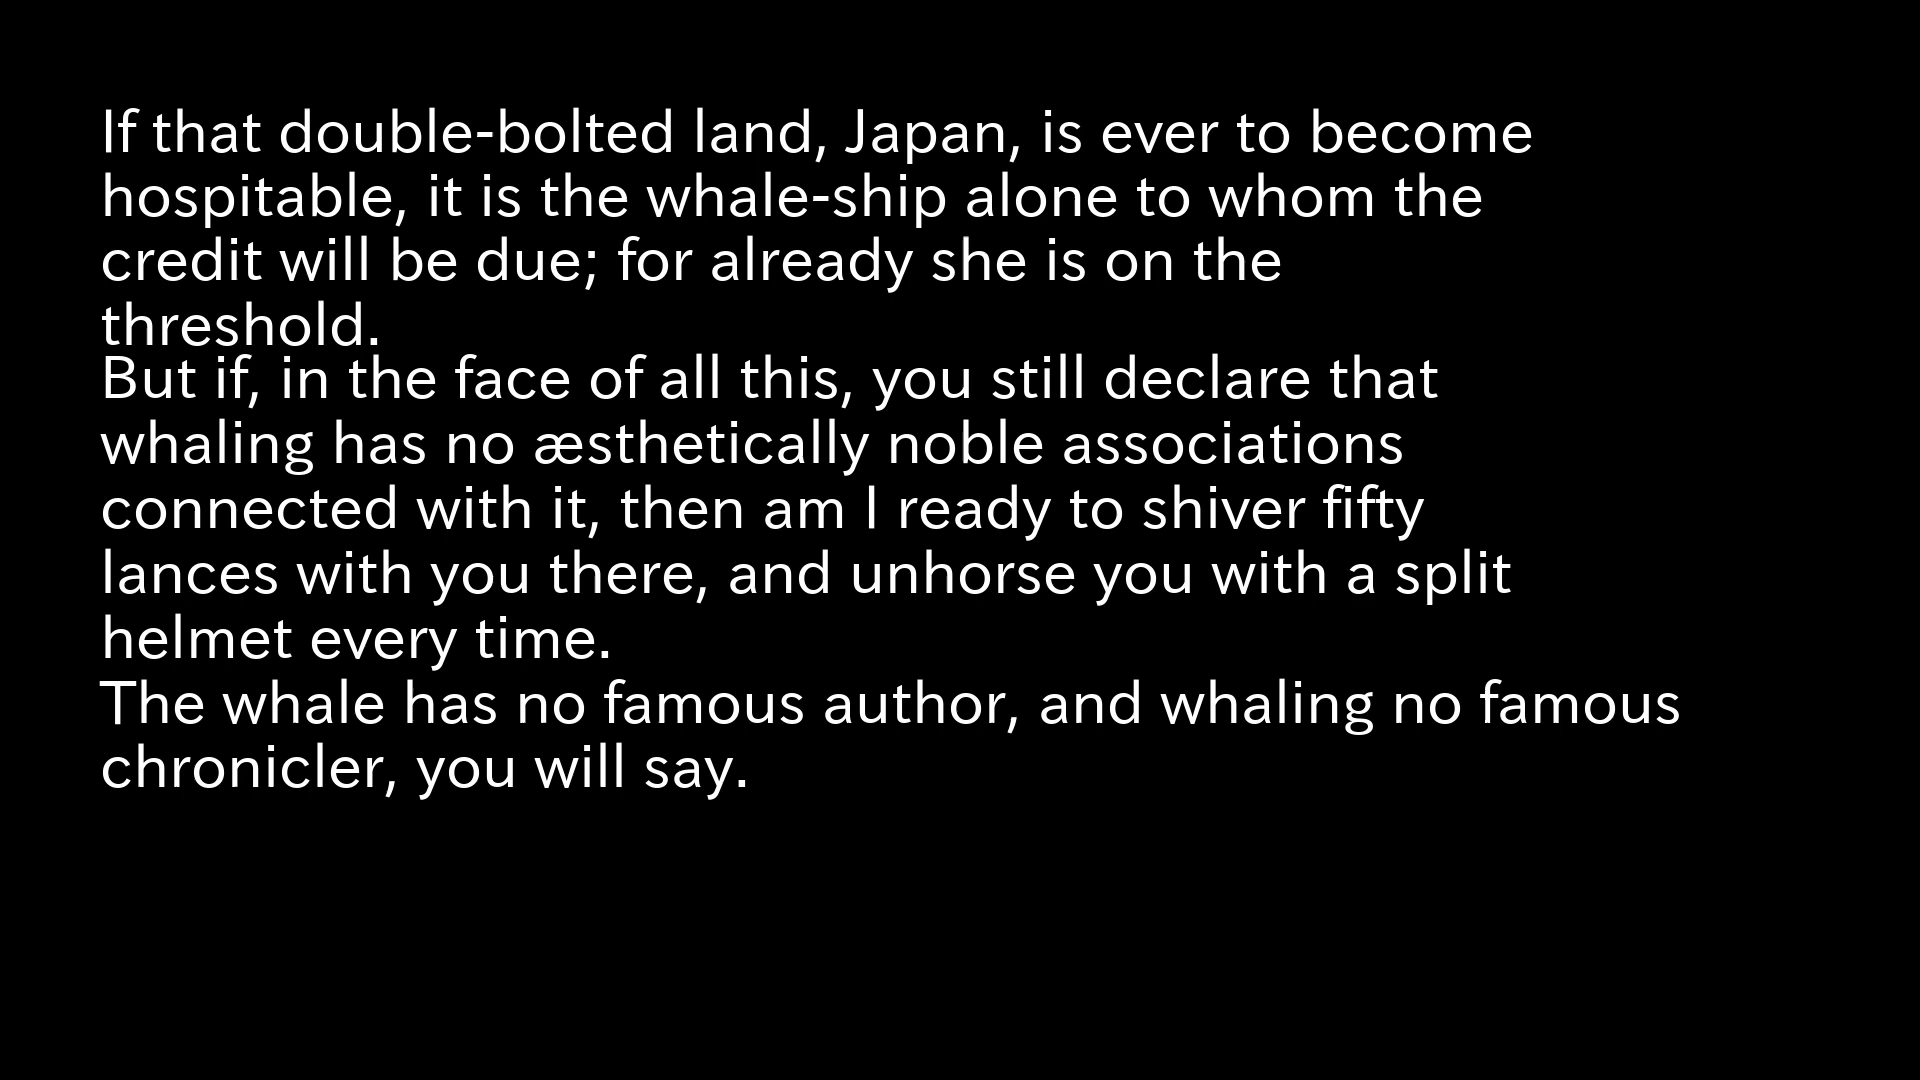 If that double-bolted land, Japan, is ever to become
hospitable, it is the whale-ship alone to whom the
credit will be due; for already she is on the
threshold.
But if, in the face of all this, you still declare that
whaling has no æsthetically noble associations
connected with it, then am I ready to shiver fifty
lances with you there, and unhorse you with a split
helmet every time.
The whale has no famous author, and whaling no famous
chronicler, you will say.